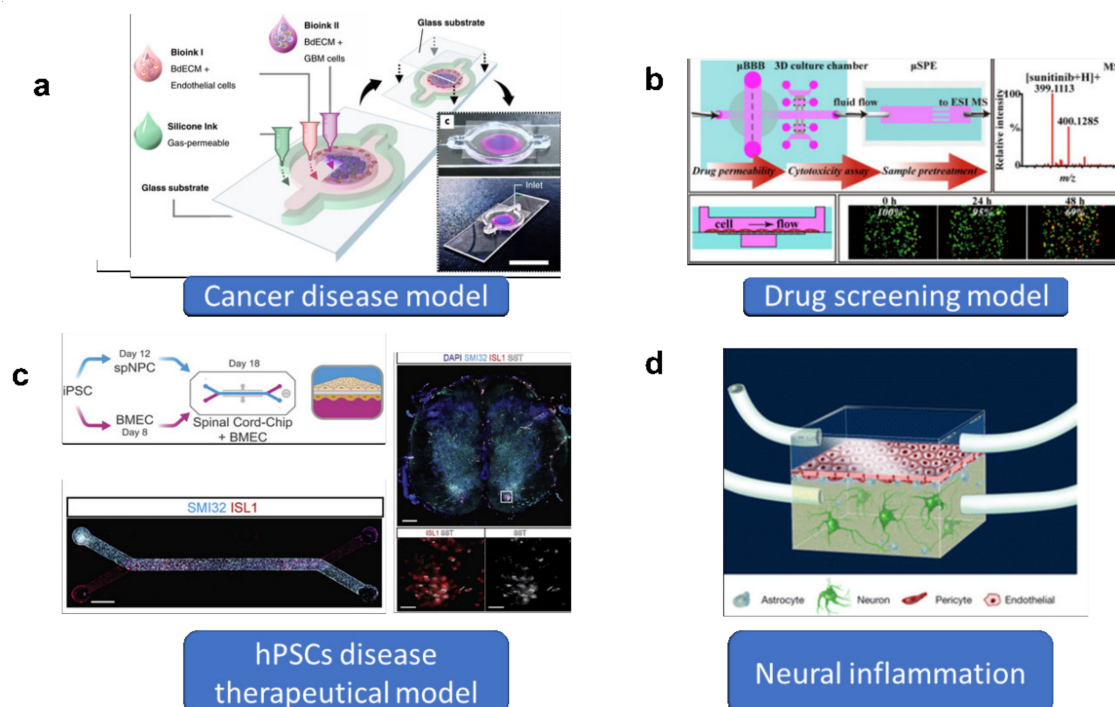 a
Bioink I
BdECM +
Endothelial cells
Bioink II
BdECM +
GBM cells
Glass substrate
Silicone Ink
Gas-permeable
Glass substrate
c
Inlet
Cancer disease model
b
μBBB
3D culture chamber
μSPE
MS
fluid flow
to ESI MS
Drug permeability
Cytotoxicity assay
Sample pretreatment
[sunitinib+H]+
399.1113
400.1285
Relative intensity
100
%
0
m/z
cell
flow
0 h
24 h
48 h
100%
95%
69%
Drug screening model
c
iPSC
Day 12
spNPC
BMEC
Day 8
Day 18
Spinal Cord-Chip
+ BMEC
SMI32 ISL1
DAPI SMI32 ISL1 SST
ISL1 SST
SST
hPSCs disease
therapeutical model
d
Astrocyte
Neuron
Pericyte
Endothelial
Neural inflammation